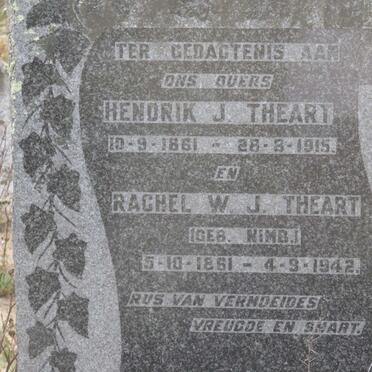 TER GEDAGTENIS AAN
ONS OUERS
HENDRIK J. THEART
10-9-1861 - 28-8-1915.
EN
RACHEL W. J. THEART
(GEB. NIMB.)
5-10-1861 - 4-9-1942.
RUS VAN VERMOEIDES
VREUGDE EN SMART.